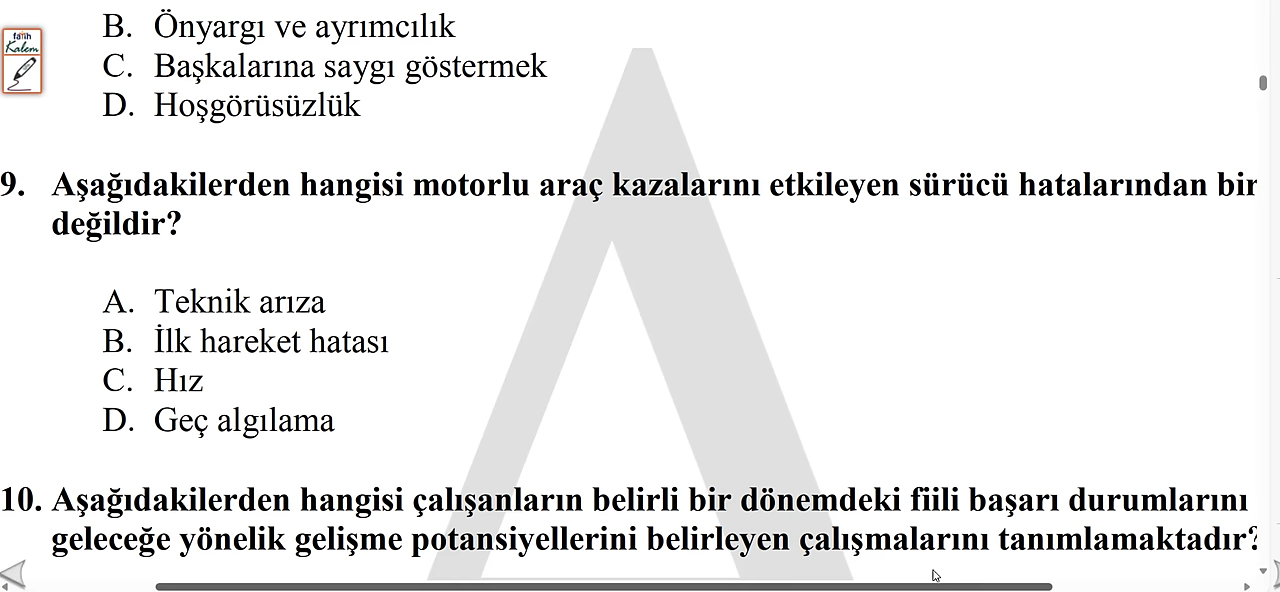 B. Önyargı ve ayrımcılık
fatih
Kalem
C. Başkalarına saygı göstermek
D. Hoşgörüsüzlük
9. Aşağıdakilerden hangisi motorlu araç kazalarını etkileyen sürücü hatalarından bir
değildir?
A. Teknik arıza
B. İlk hareket hatası
C. Hız
D. Geç algılama
10. Aşağıdakilerden hangisi çalışanların belirli bir dönemdeki fiili başarı durumlarını
geleceğe yönelik gelişme potansiyellerini belirleyen çalışmalarını tanımlamaktadır?